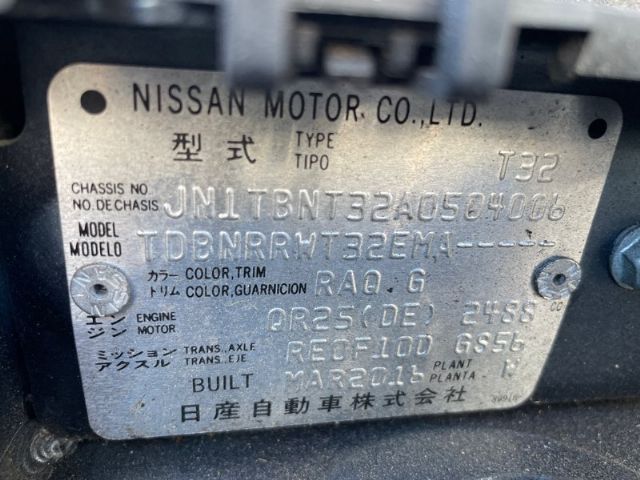 NISSAN MOTOR CO.,LTD.
型式 TYPE TIPO T32
CHASSIS NO. NO.DE CHASIS JN1TBNT32A0504006
MODEL MODELO TDBNRRWT32EMA-----
カラー COLOR,TRIM
トリム COLOR,GUARNICION RAQ.G
エンジン ENGINE MOTOR QR25(DE) 2488 CC
ミッション TRANS.,AXLE
アクスル TRANS.,EJE RE0F10D G856
BUILT MAR2016 PLANT PLANTA
日産自動車株式会社